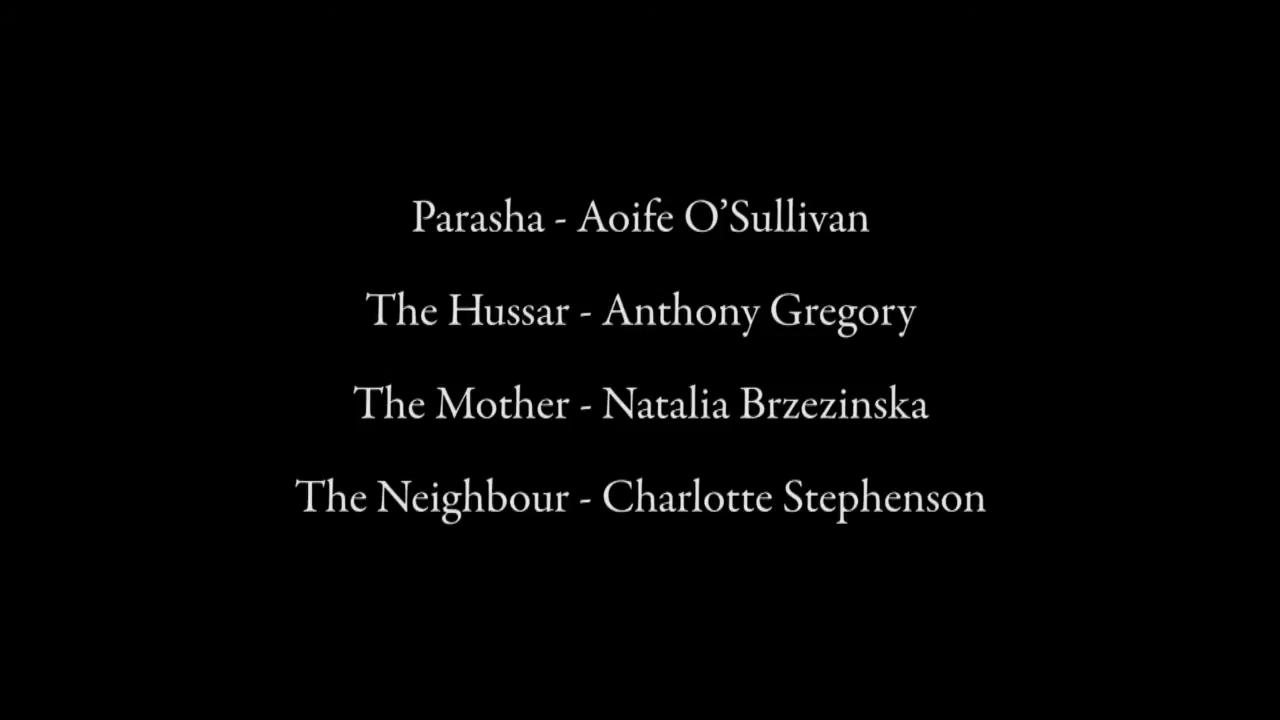 Parasha - Aoife O’Sullivan
The Hussar - Anthony Gregory
The Mother - Natalia Brzezinska
The Neighbour - Charlotte Stephenson